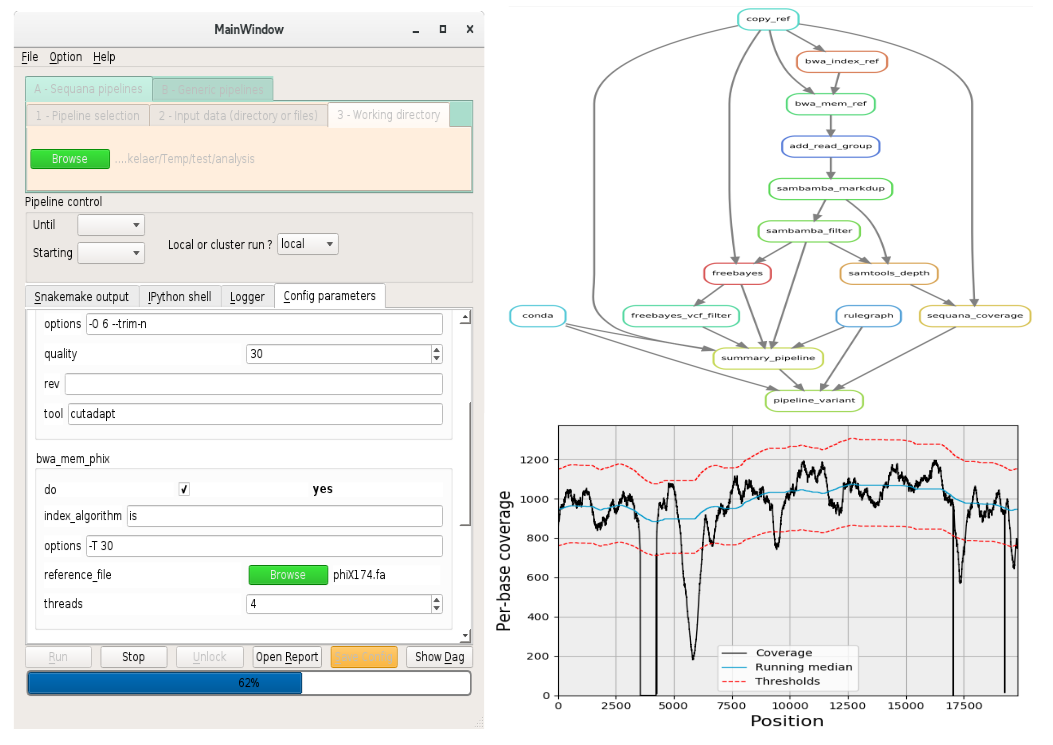 MainWindow
File Option Help
A - Sequana pipelines B - Generic pipelines
1 - Pipeline selection 2 - Input data (directory or files) 3 - Working directory
Browse ....kelaer/Temp/test/analysis
Pipeline control
Until
Local or cluster run ? local
Starting
Snakemake output IPython shell Logger Config parameters
options -O 6 --trim-n
quality 30
rev
tool cutadapt
bwa_mem_phix
do yes
index_algorithm is
options -T 30
reference_file Browse phiX174.fa
threads 4
Run Stop Unlock Open Report Save Config Show Dag
62%
copy_ref
bwa_index_ref
bwa_mem_ref
add_read_group
sambamba_markdup
sambamba_filter
freebayes samtools_depth
conda freebayes_vcf_filter rulegraph sequana_coverage
summary_pipeline
pipeline_variant
Per-base coverage
1200
1000
800
600
400
200
0
Coverage
Running median
Thresholds
0 2500 5000 7500 10000 12500 15000 17500
Position